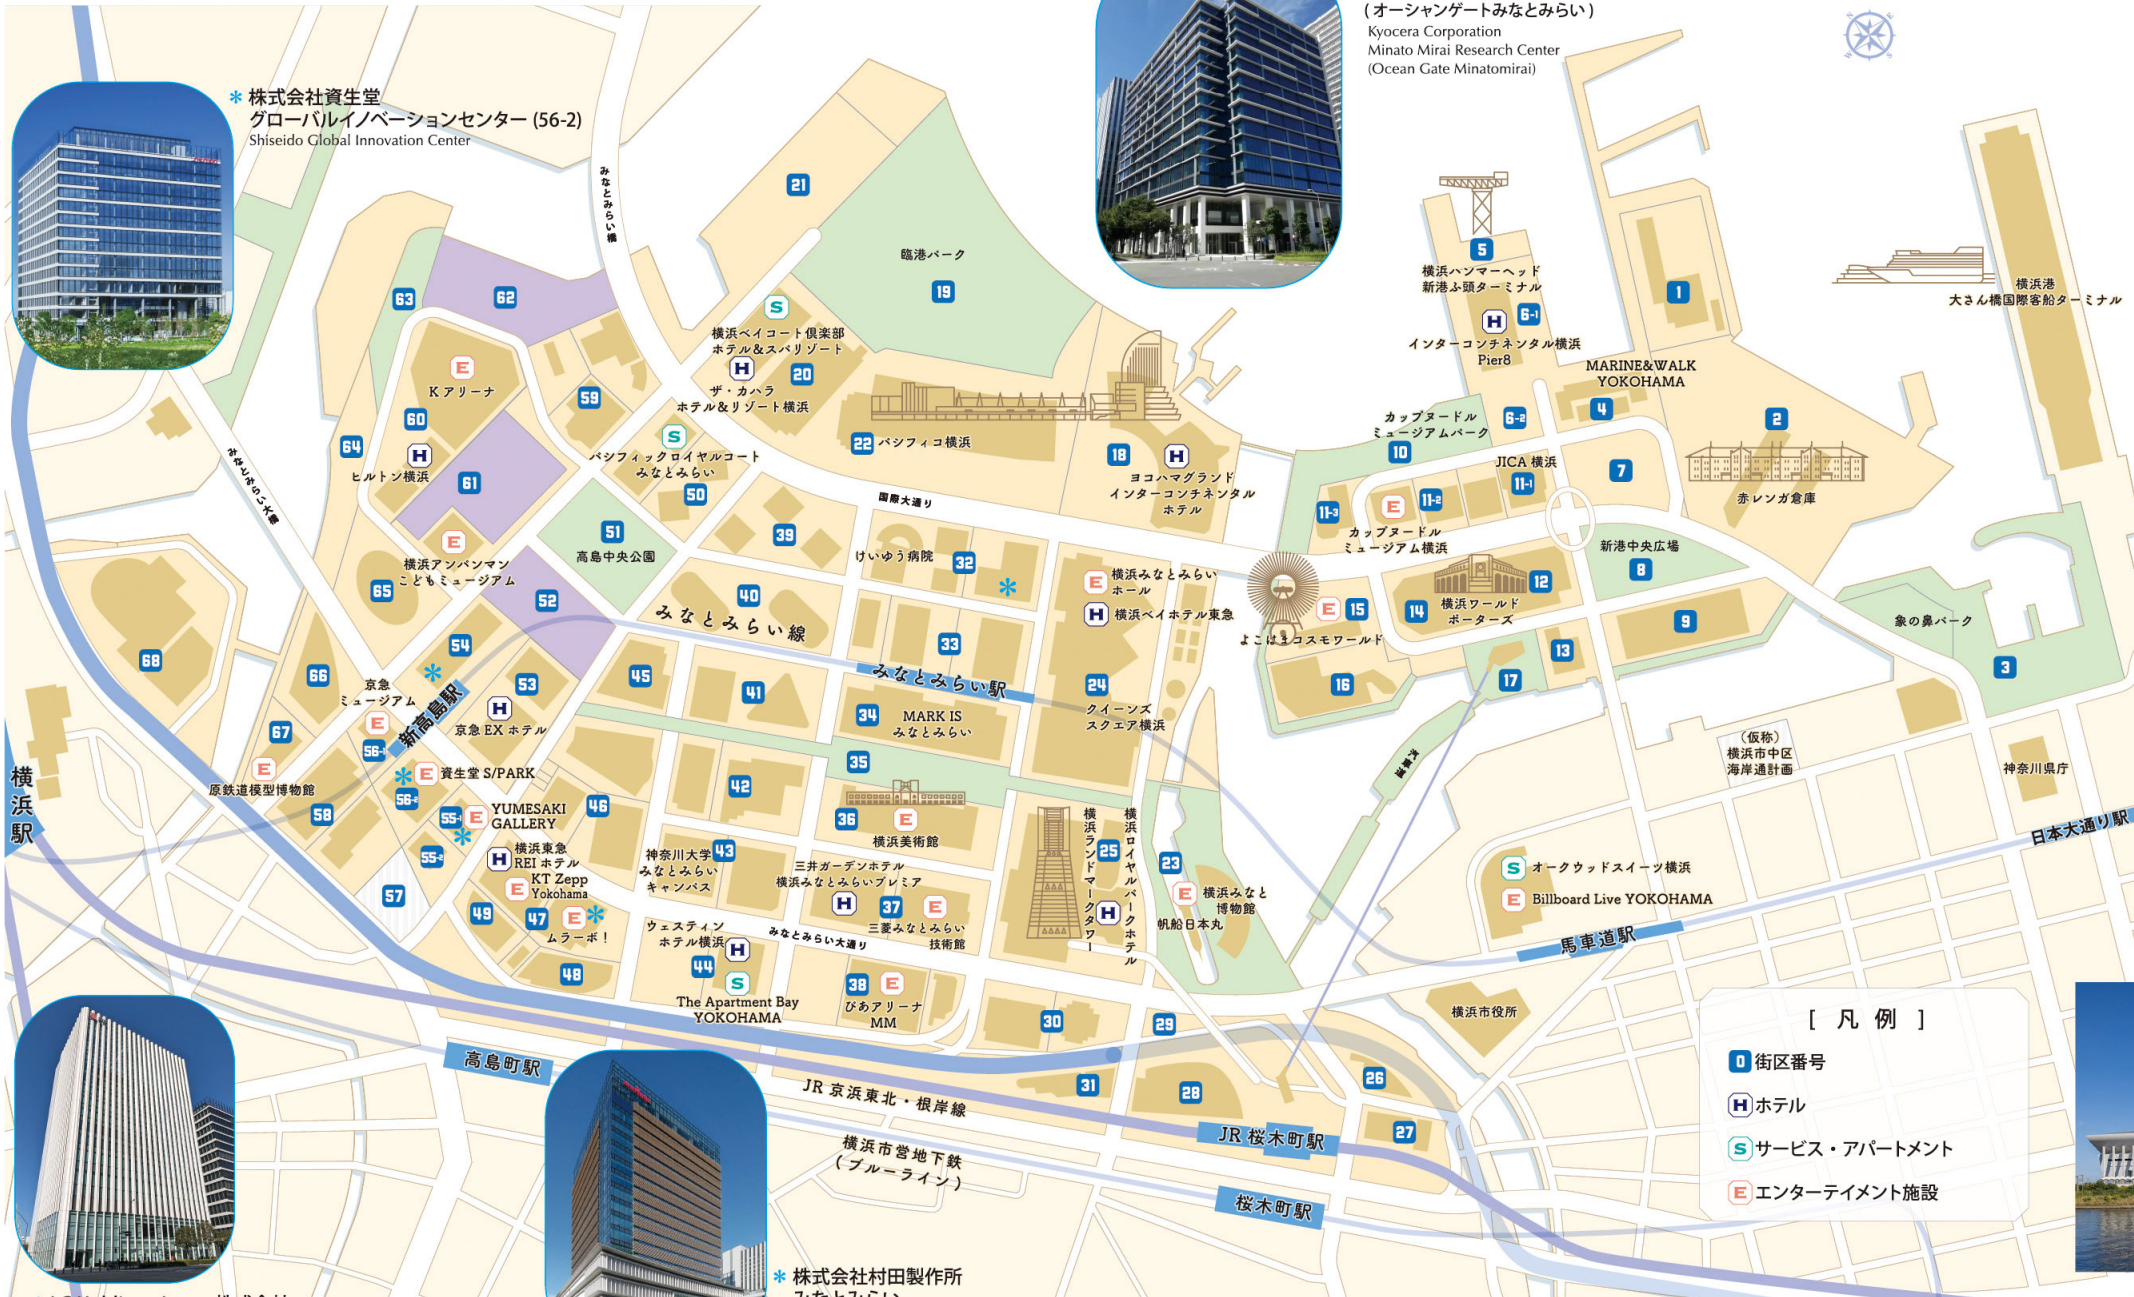 (オーシャンゲートみなとみらい)
Kyocera Corporation
Minato Mirai Research Center
(Ocean Gate Minatomirai)
* 株式会社資生堂
グローバルイノベーションセンター (56-2)
Shiseido Global Innovation Center
みなとみらい橋
21
臨港パーク
19
5
横浜ハンマーヘッド
新港ふ頭ターミナル
H
6-1
インターコンチネンタル横浜
Pier8
1
横浜港
大さん橋国際客船ターミナル
63
62
S
横浜ベイコート倶楽部
ホテル&スパリゾート
H
20
ザ・カハラ
ホテル&リゾート横浜
E
Kアリーナ
60
59
H
ヒルトン横浜
64
61
S
パシフィックロイヤルコート
みなとみらい
50
22
パシフィコ横浜
18
H
ヨコハマグランド
インターコンチネンタル
ホテル
MARINE&WALK
YOKOHAMA
4
カップヌードル
ミュージアムパーク
10
6-2
2
赤レンガ倉庫
JICA 横浜
11-1
7
11-2
11-3
E
カップヌードル
ミュージアム横浜
みなとみらい大橋
国際大通り
51
高島中央公園
39
けいゆう病院
32
*
E
横浜アンパンマン
こどもミュージアム
65
52
40
みなとみらい線
E
横浜みなとみらい
ホール
H
横浜ベイホテル東急
新港中央広場
8
12
横浜ワールド
ポーターズ
14
E
15
よこはまコスモワールド
9
象の鼻パーク
3
13
17
16
68
66
54
*
53
H
京急 EX ホテル
京急
ミュージアム
E
56-1
新高島駅
67
E
原鉄道模型博物館
45
41
33
みなとみらい駅
34
MARK IS
みなとみらい
24
クイーンズ
スクエア横浜
35
汽車道
(仮称)
横浜市中区
海岸通計画
神奈川県庁
日本大通り駅
横浜駅
58
*
E
資生堂 S/PARK
56-2
55-1
E
YUMESAKI
GALLERY
*
55-2
46
42
36
E
横浜美術館
横浜ランドマークタワー
25
H
横浜ロイヤルパークホテル
23
E
横浜みなと
博物館
帆船日本丸
57
H
横浜東急
REI ホテル
E
KT Zepp
Yokohama
49
47
E
*
ムラーボ!
48
神奈川大学
みなとみらい
キャンパス
43
三井ガーデンホテル
横浜みなとみらいプレミア
H
37
E
三菱みなとみらい
技術館
ウェスティン
ホテル横浜
H
44
S
The Apartment Bay
YOKOHAMA
みなとみらい大通り
38
E
ぴあアリーナ
MM
S
オークウッドスイーツ横浜
E
Billboard Live YOKOHAMA
馬車道駅
横浜市役所
30
29
31
28
26
27
高島町駅
JR 京浜東北・根岸線
横浜市営地下鉄
(ブルーライン)
JR 桜木町駅
桜木町駅
[ 凡 例 ]
0 街区番号
H ホテル
S サービス・アパートメント
E エンターテイメント施設
* 株式会社村田製作所
みなとみらい